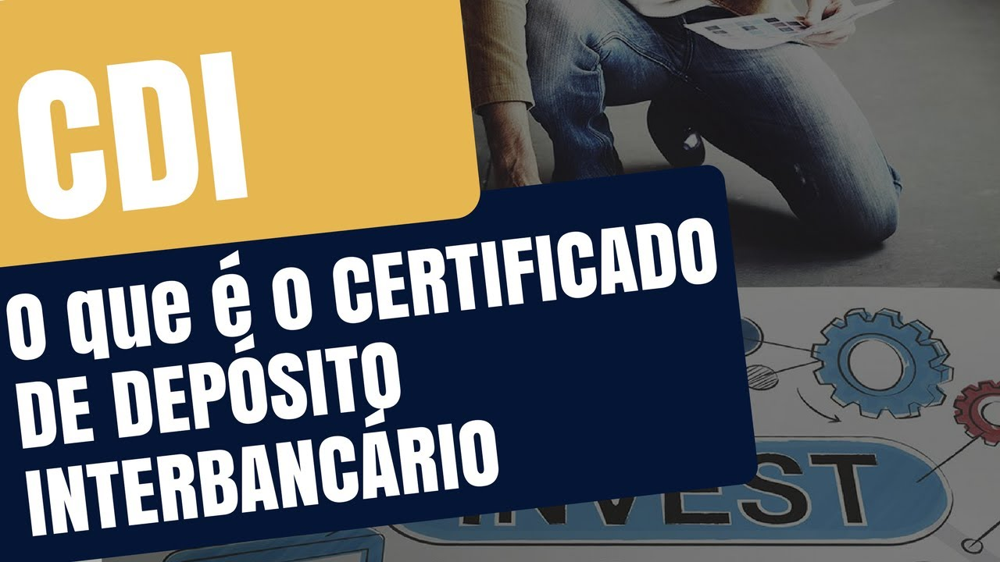 CDI
O que é o CERTIFICADO
DE DEPÓSITO
INTERBANCÁRIO
INVEST